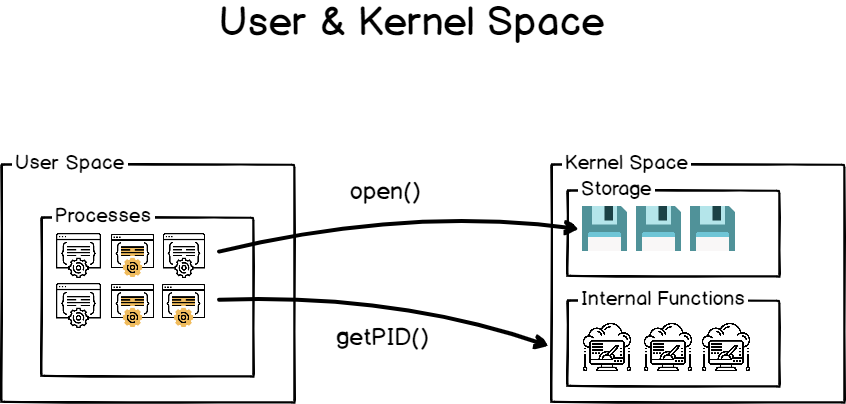 User & Kernel Space
User Space
Processes
open()
getPID()
Kernel Space
Storage
Internal Functions